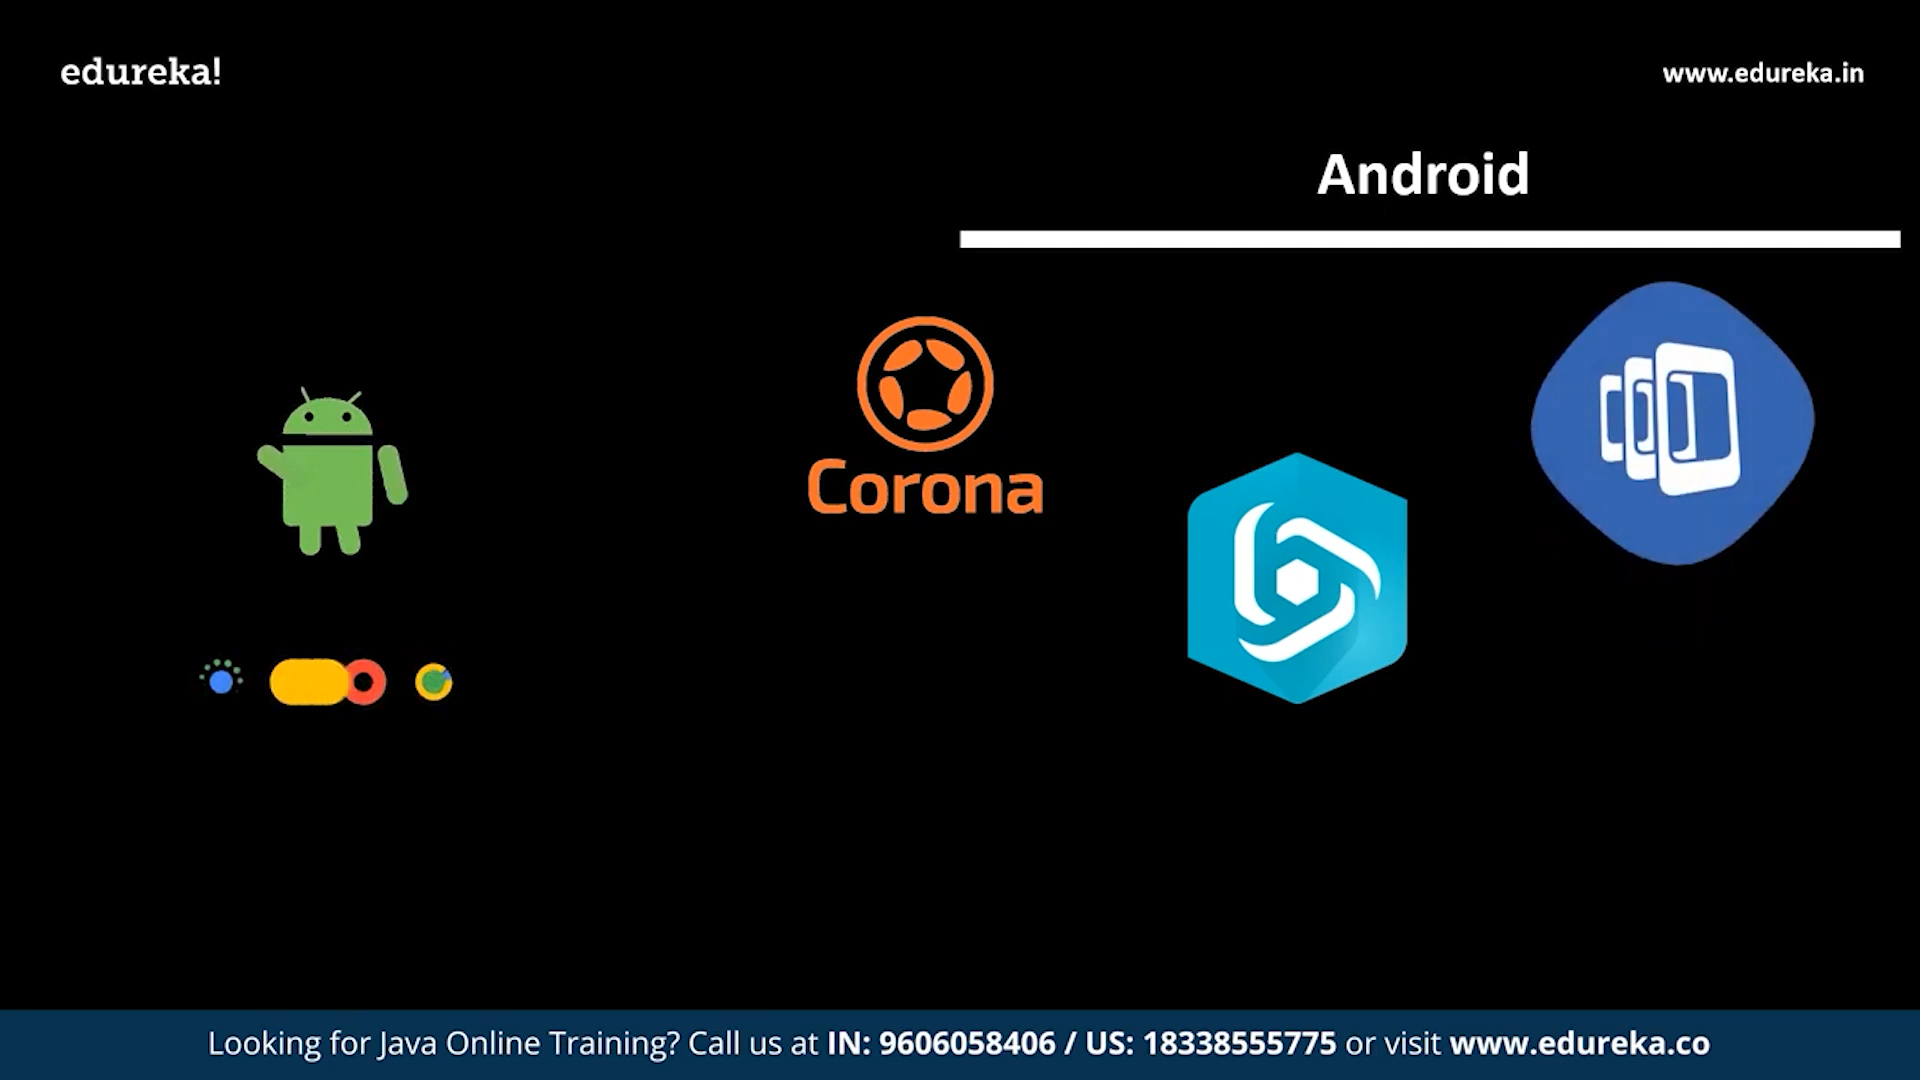 edureka!
www.edureka.in
Android
Corona
Looking for Java Online Training? Call us at IN: 9606058406 / US: 18338555775 or visit www.edureka.co